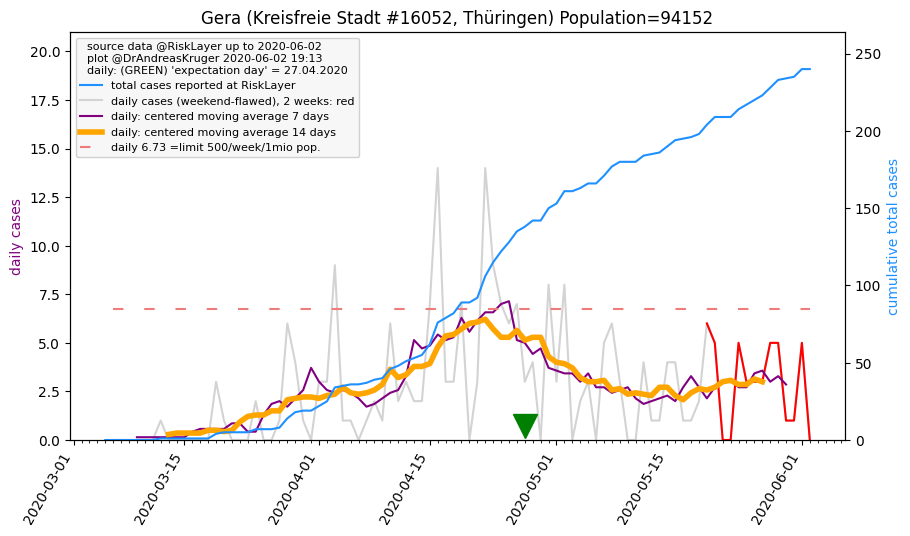 Gera (Kreisfreie Stadt #16052, Thüringen) Population=94152
source data @RiskLayer up to 2020-06-02
plot @DrAndreasKruger 2020-06-02 19:13
daily: (GREEN) 'expectation day' = 27.04.2020
total cases reported at RiskLayer
daily cases (weekend-flawed), 2 weeks: red
daily: centered moving average 7 days
daily: centered moving average 14 days
daily 6.73 =limit 500/week/1mio pop.
daily cases
20.0
17.5
15.0
12.5
10.0
7.5
5.0
2.5
0.0
250
200
150
100
50
0
cumulative total cases
2020-03-01
2020-03-15
2020-04-01
2020-04-15
2020-05-01
2020-05-15
2020-06-01